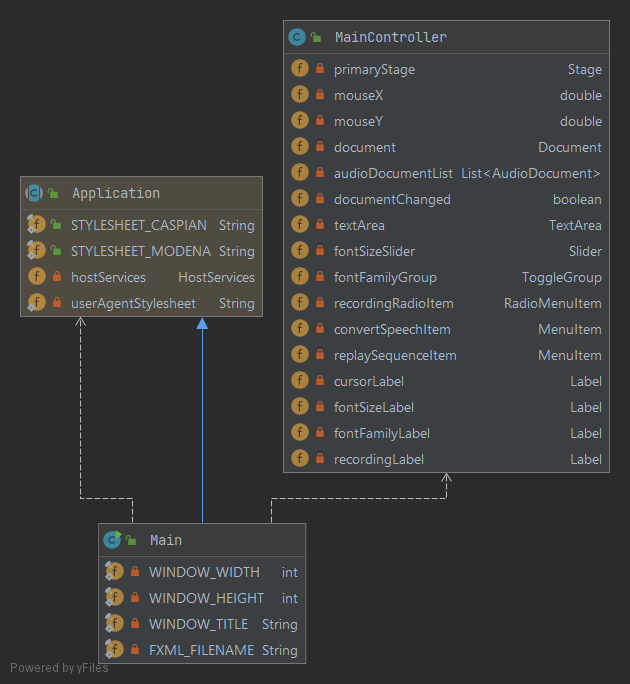 MainController
primaryStage Stage
mouseX double
mouseY double
document Document
audioDocumentList List<AudioDocument>
documentChanged boolean
textArea TextArea
fontSizeSlider Slider
fontFamilyGroup ToggleGroup
recordingRadioItem RadioMenuItem
convertSpeechItem MenuItem
replaySequenceItem MenuItem
cursorLabel Label
fontSizeLabel Label
fontFamilyLabel Label
recordingLabel Label
Application
STYLESHEET_CASPIAN String
STYLESHEET_MODENA String
hostServices HostServices
userAgentStylesheet String
Main
WINDOW_WIDTH int
WINDOW_HEIGHT int
WINDOW_TITLE String
FXML_FILENAME String
Powered by yFiles